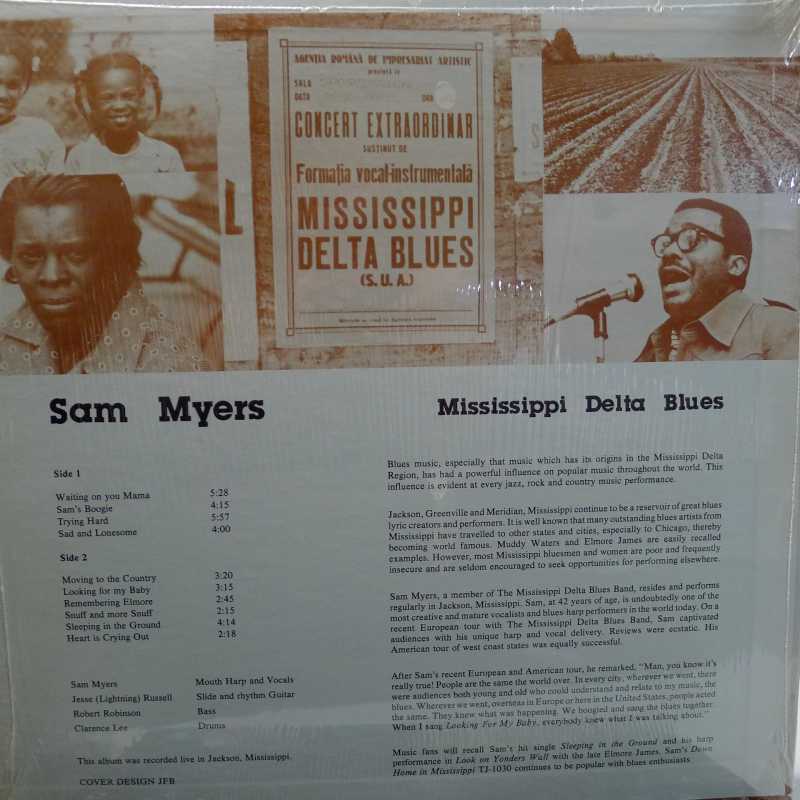 AGENŢIA ROMÂNĂ DE IMPRESARIAT ARTISTIC
prezintă în
SALA
DATA ORA
CONCERT EXTRAORDINAR
SUSŢINUT DE
Formaţia vocal-instrumentală
MISSISSIPPI
DELTA BLUES
(S.U.A.)
Sam Myers
Side 1
Waiting on you Mama 5:28
Sam's Boogie 4:15
Trying Hard 5:57
Sad and Lonesome 4:00
Side 2
Moving to the Country 3:20
Looking for my Baby 3:15
Remembering Elmore 2:45
Snuff and more Snuff 2:15
Sleeping in the Ground 4:14
Heart is Crying Out 2:18
Sam Myers Mouth Harp and Vocals
Jesse (Lightning) Russell Slide and rhythm Guitar
Robert Robinson Bass
Clarence Lee Drums
This album was recorded live in Jackson, Mississippi.
COVER DESIGN JFB
Mississippi Delta Blues
Blues music, especially that music which has its origins in the Mississippi Delta
Region, has had a powerful influence on popular music throughout the world. This
influence is evident at every jazz, rock and country music performance.
Jackson, Greenville and Meridian, Mississippi continue to be a reservoir of great blues
lyric creators and performers. It is well known that many outstanding blues artists from
Mississippi have travelled to other states and cities, especially to Chicago, thereby
becoming world famous. Muddy Waters and Elmore James are easily recalled
examples. However, most Mississippi bluesmen and women are poor and frequently
insecure and are seldom encouraged to seek opportunities for performing elsewhere.
Sam Myers, a member of The Mississippi Delta Blues Band, resides and performs
regularly in Jackson, Mississippi. Sam, at 42 years of age, is undoubtedly one of the
most creative and mature vocalists and blues harp performers in the world today. On a
recent European tour with The Mississippi Delta Blues Band, Sam captivated
audiences with his unique harp and vocal delivery. Reviews were ecstatic. His
American tour of west coast states was equally successful.
After Sam's recent European and American tour, he remarked, "Man, you know it's
really true! People are the same the world over. In every city, wherever we went, there
were audiences both young and old who could understand and relate to my music, the
blues. Wherever we went, overseas in Europe or here in the United States, people acted
the same. They knew what was happening. We boogied and sang the blues together.
When I sang Looking For My Baby, everybody knew what I was talking about."
Music fans will recall Sam's hit single Sleeping in the Ground and his harp
performance in Look on Yonders Wall with the late Elmore James. Sam's Down
Home in Mississippi TJ-1030 continues to be popular with blues enthusiasts